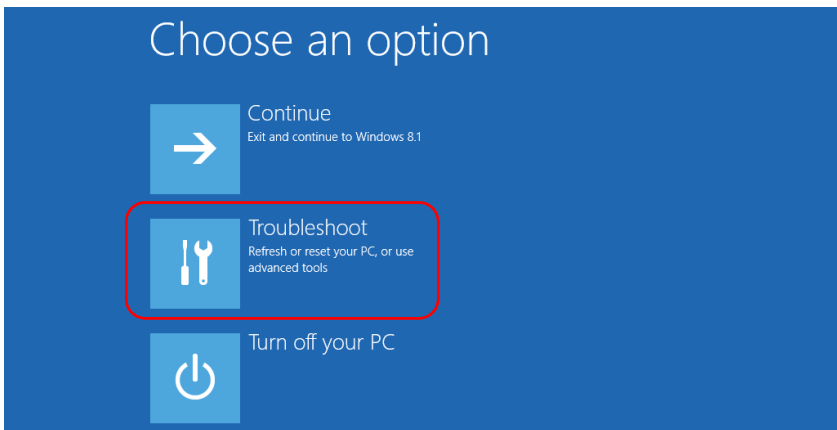 Choose an option
Continue
Exit and continue to Windows 8.1
Troubleshoot
Refresh or reset your PC, or use
advanced tools
Turn off your PC